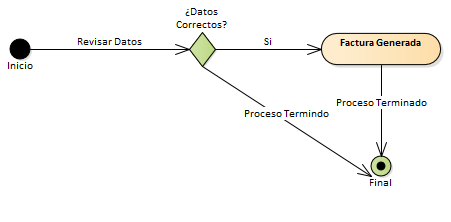 ¿Datos
Correctos?
Revisar Datos
Si
Factura Generada
Inicio
Proceso Termindo
Proceso Terminado
Final